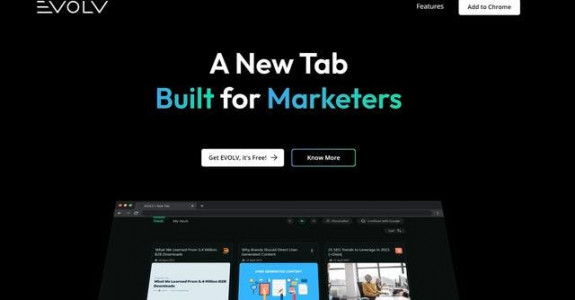 EVOLV
Features
Add to Chrome
A New Tab
Built for Marketers
Get EVOLV, it's Free! →
Know More
What We Learned From 5.4 Million
B2B Downloads
Why Brands Should Invest User
Generated Content
21 SEO Trends to Leverage in 2023
What We Learned From 5.4 Million B2B
Downloads